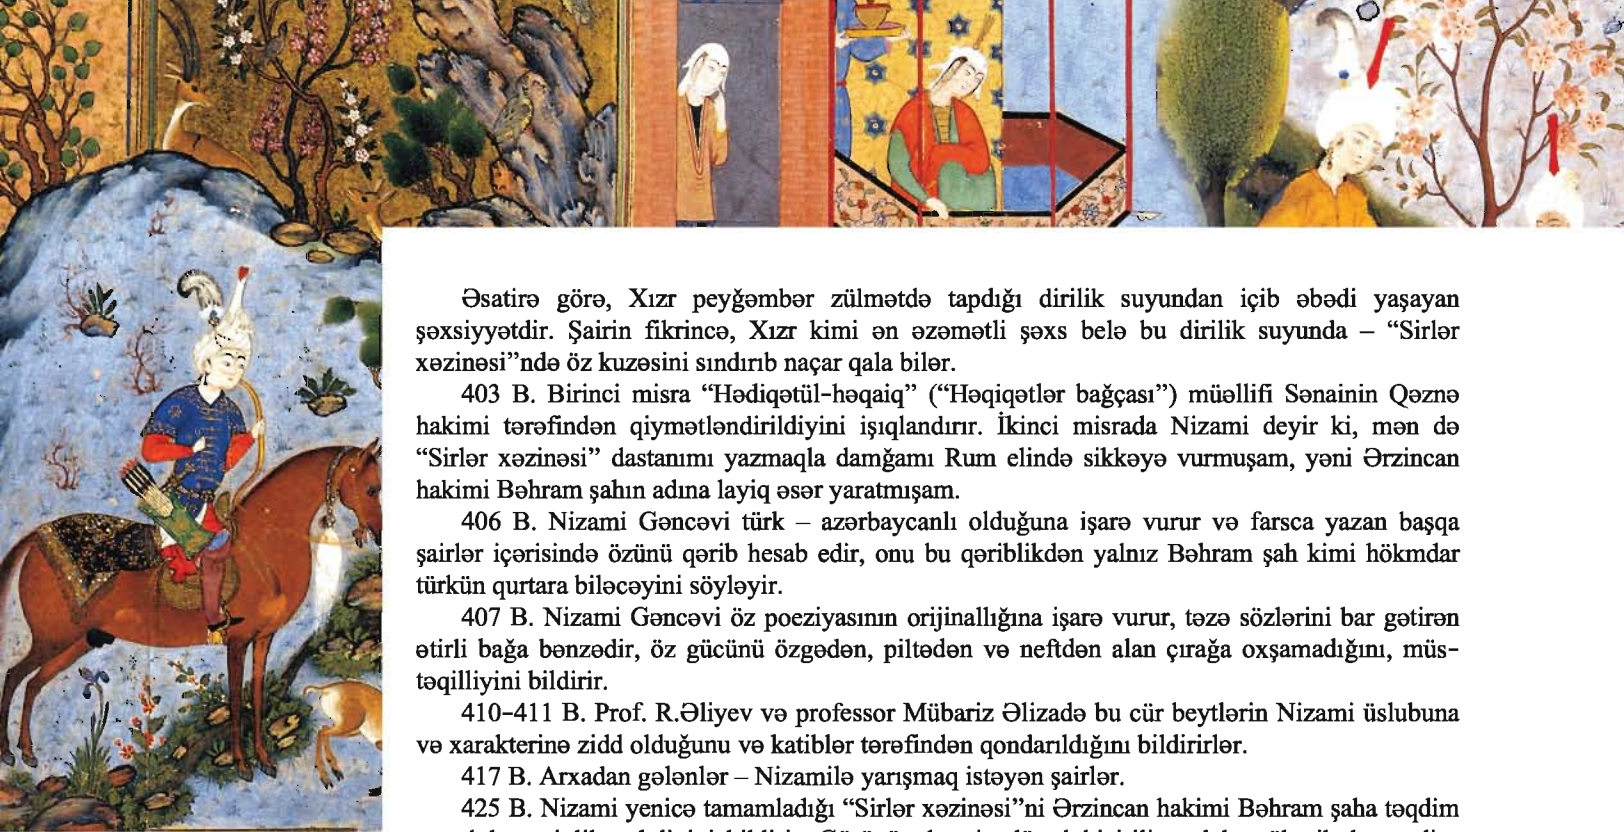 Əsatirə görə, Xızr peyğəmbər zülmətdə tapdığı dirilik suyundan içib əbədi yaşayan
şəxsiyyətdir. Şairin fikrincə, Xızr kimi ən əzəmətli şəxs belə bu dirilik suyunda – “Sirlər
xəzinəsi”ndə öz kuzəsini sındırıb naçar qala bilər.
403 B. Birinci misra “Hədiqətül-həqaiq” (“Həqiqətlər bağçası”) müəllifi Sənainin Qəznə
hakimi tərəfindən qiymətləndirildiyini işıqlandırır. İkinci misrada Nizami deyir ki, mən də
“Sirlər xəzinəsi” dastanımı yazmaqla damğamı Rum elində sikkəyə vurmuşam, yəni Ərzincan
hakimi Bəhram şahın adına layiq əsər yaratmışam.
406 B. Nizami Gəncəvi türk – azərbaycanlı olduğuna işarə vurur və farsca yazan başqa
şairlər içərisində özünü qərib hesab edir, onu bu qəriblikdən yalnız Bəhram şah kimi hökmdar
türkün qurtara biləcəyini söyləyir.
407 B. Nizami Gəncəvi öz poeziyasının orijinallığına işarə vurur, təzə sözlərini bar gətirən
ətirli bağa bənzədir, öz gücünü özgədən, piltədən və neftdən alan çırağa oxşamadığını, müs-
təqilliyini bildirir.
410-411 B. Prof. R.Əliyev və professor Mübariz Əlizadə bu cür beytlərin Nizami üslubuna
və xarakterinə zidd olduğunu və katiblər tərəfindən qondarıldığını bildirirlər.
417 B. Arxadan gələnlər – Nizamilə yarışmaq istəyən şairlər.
425 B. Nizami yenicə tamamladığı “Sirlər xəzinəsi”ni Ərzincan hakimi Bəhram şaha təqdim